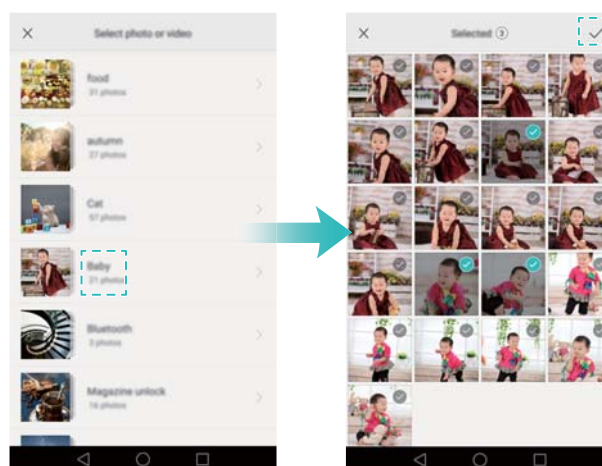 Select photo or video
food
31 photos
autumn
27 photos
Cat
57 photos
Baby
21 photos
Bluetooth
3 photos
Magazine unlock
16 photos
Selected 3